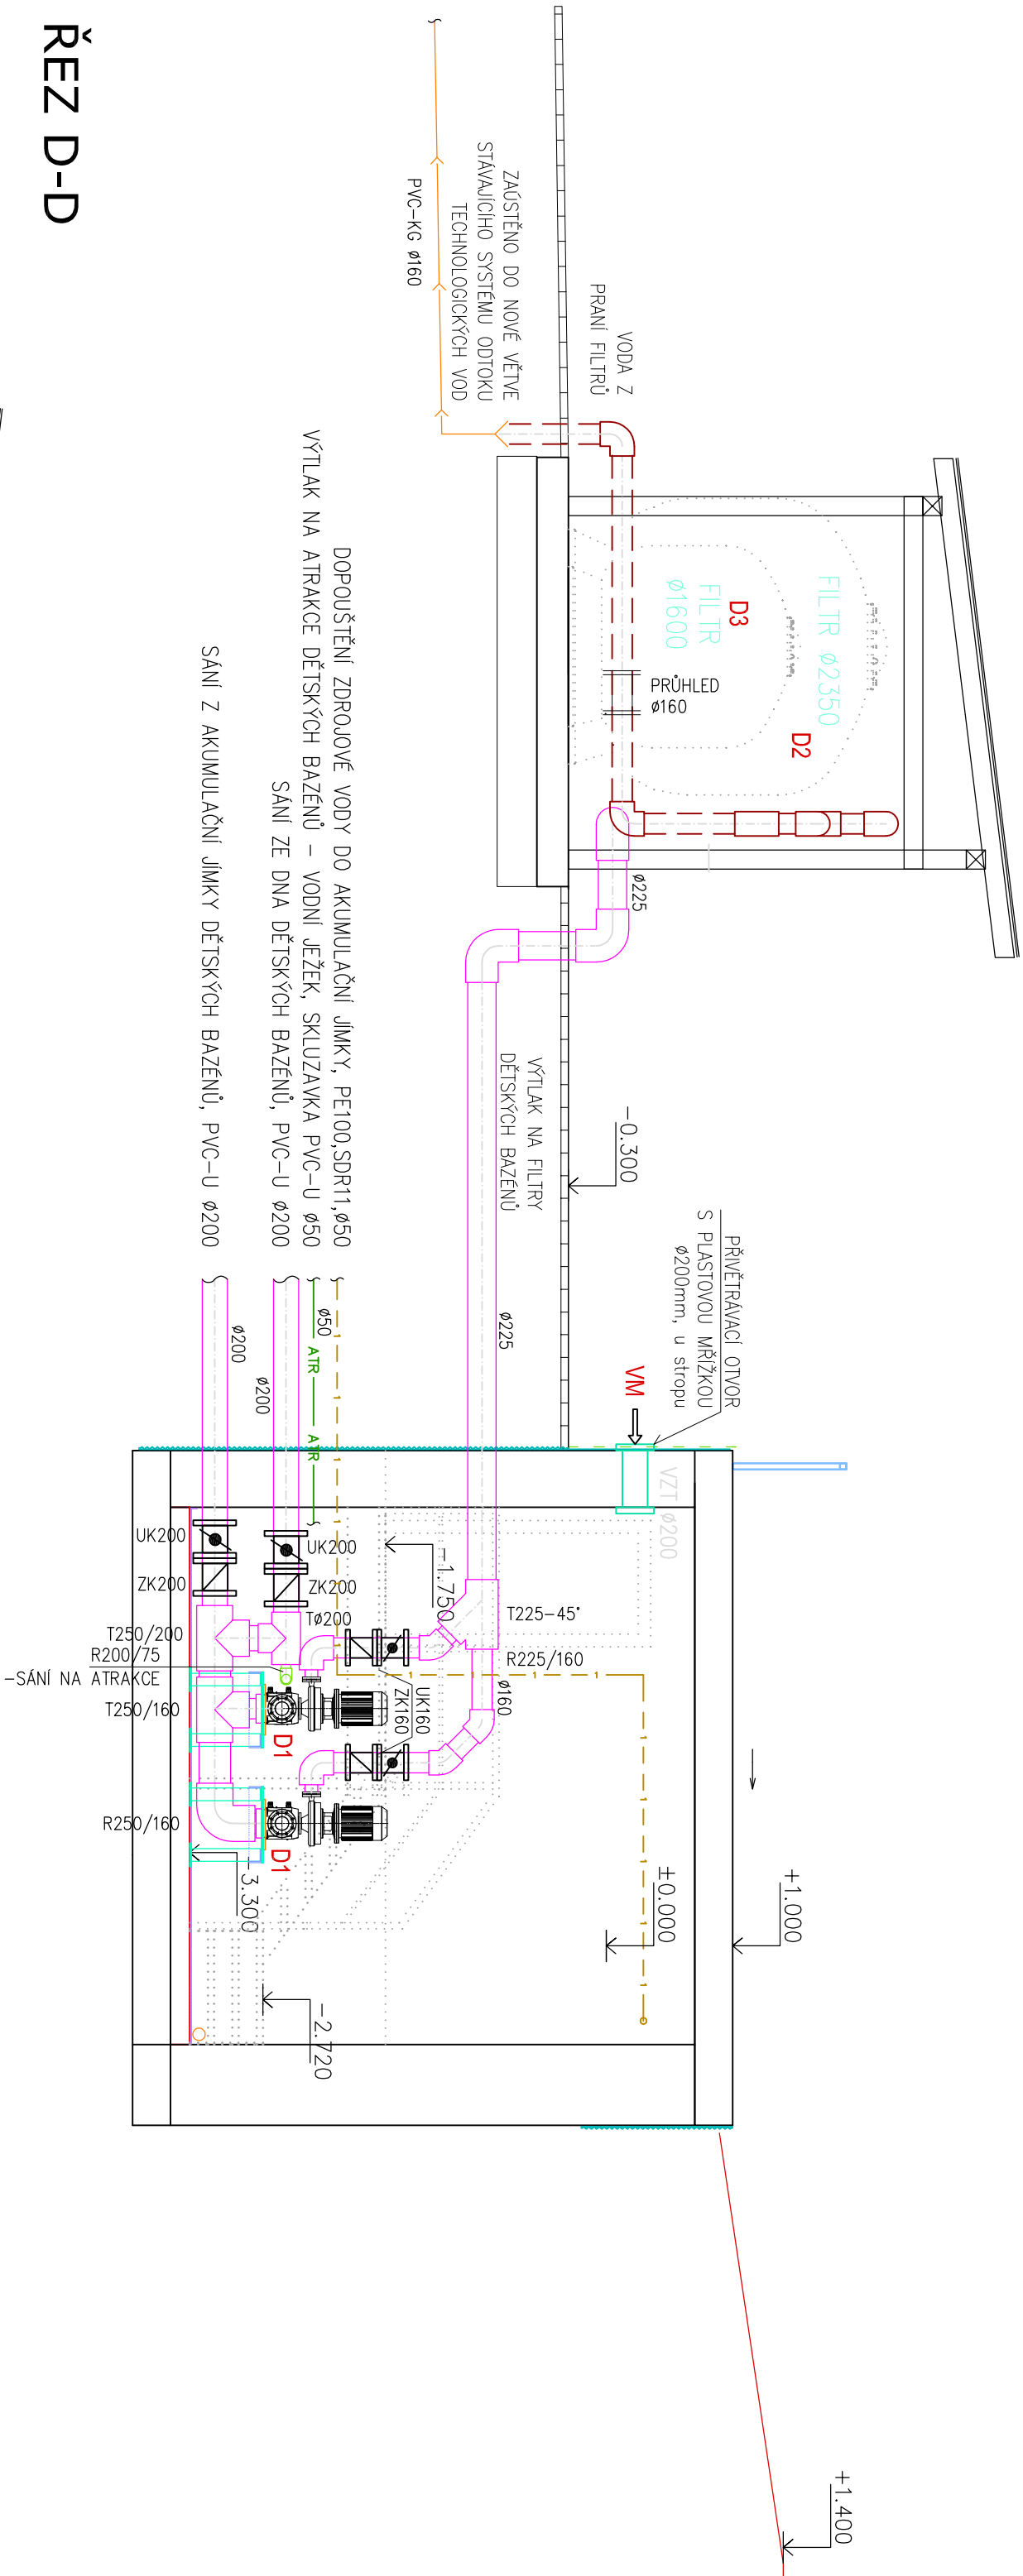 ŘEZ D-D
ZAÚSTĚNO DO NOVÉ VĚTVE
STÁVAJÍCÍHO SYSTÉMU ODTOKU
TECHNOLOGICKÝCH VOD
PVC-KG ø160
VODA Z
PRANÍ FILTRŮ
FILTR ø2350
D2
D3
FILTR
ø1600
PRŮHLED
ø160
ø225
VÝTLAK NA FILTRY
DĚTSKÝCH BAZÉNŮ
-0.300
PŘIVĚTRÁVACÍ OTVOR
S PLASTOVOU MŘÍŽKOU
ø200mm, u stropu
VM
VZT ø200
ø225
DOPOUŠTĚNÍ ZDROJOVÉ VODY DO AKUMULAČNÍ JÍMKY, PE100,SDR11,ø50
VÝTLAK NA ATRAKCE DĚTSKÝCH BAZÉNŮ - VODNÍ JEŽEK, SKLUZAVKA PVC-U ø50
SÁNÍ ZE DNA DĚTSKÝCH BAZÉNŮ, PVC-U ø200
SÁNÍ Z AKUMULAČNÍ JÍMKY DĚTSKÝCH BAZÉNŮ, PVC-U ø200
ø50
ATR
ATR
ø200
ø200
UK200
ZK200
UK200
ZK200
Tø200
-1.750
T225-45°
R225/160
ø160
UK160
ZK160
T250/200
R200/75
-SÁNÍ NA ATRAKCE
T250/160
R250/160
D1
D1
-3.300
-2.720
±0.000
+1.000
+1.400